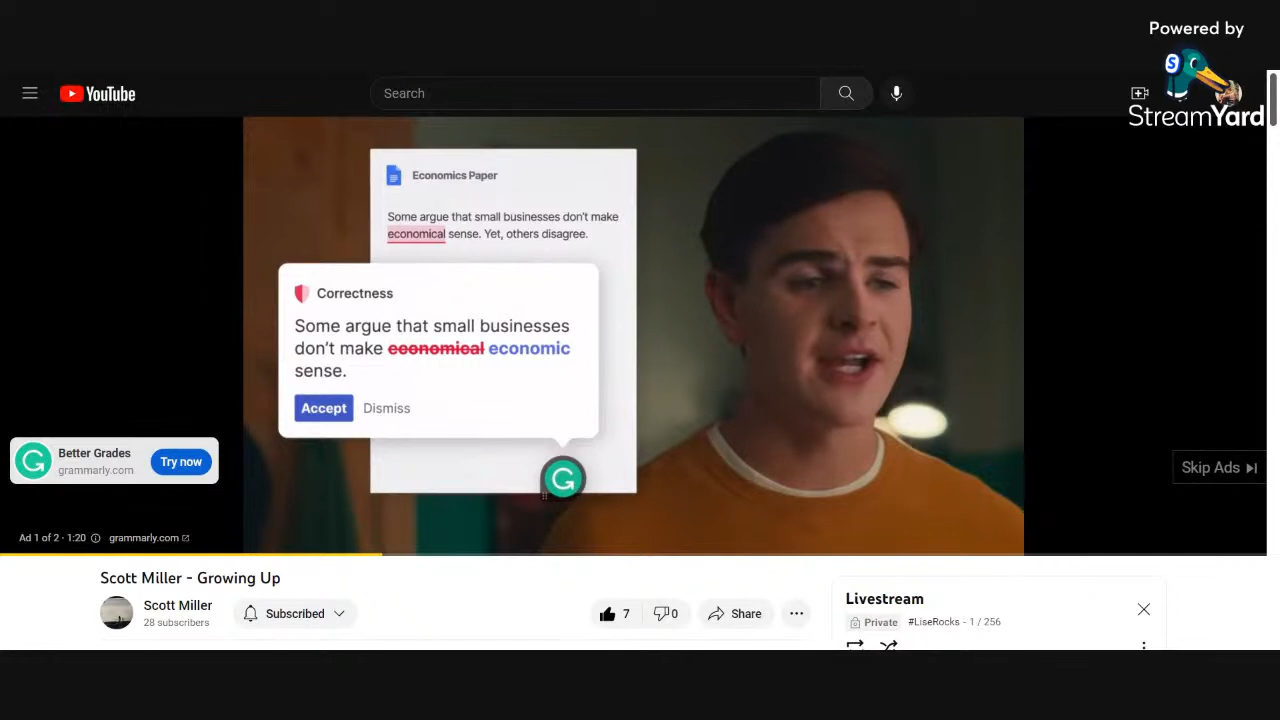 Powered by
StreamYard
YouTube
Search
Economics Paper
Some argue that small businesses don't make
economical sense. Yet, others disagree.
Correctness
Some argue that small businesses
don't make economical economic
sense.
Accept Dismiss
Better Grades
grammarly.com
Try now
Skip Ads
Ad 1 of 2 · 1:20 grammarly.com
Scott Miller - Growing Up
Scott Miller
28 subscribers
Subscribed
7
0
Share
Livestream
Private #LiseRocks - 1 / 256